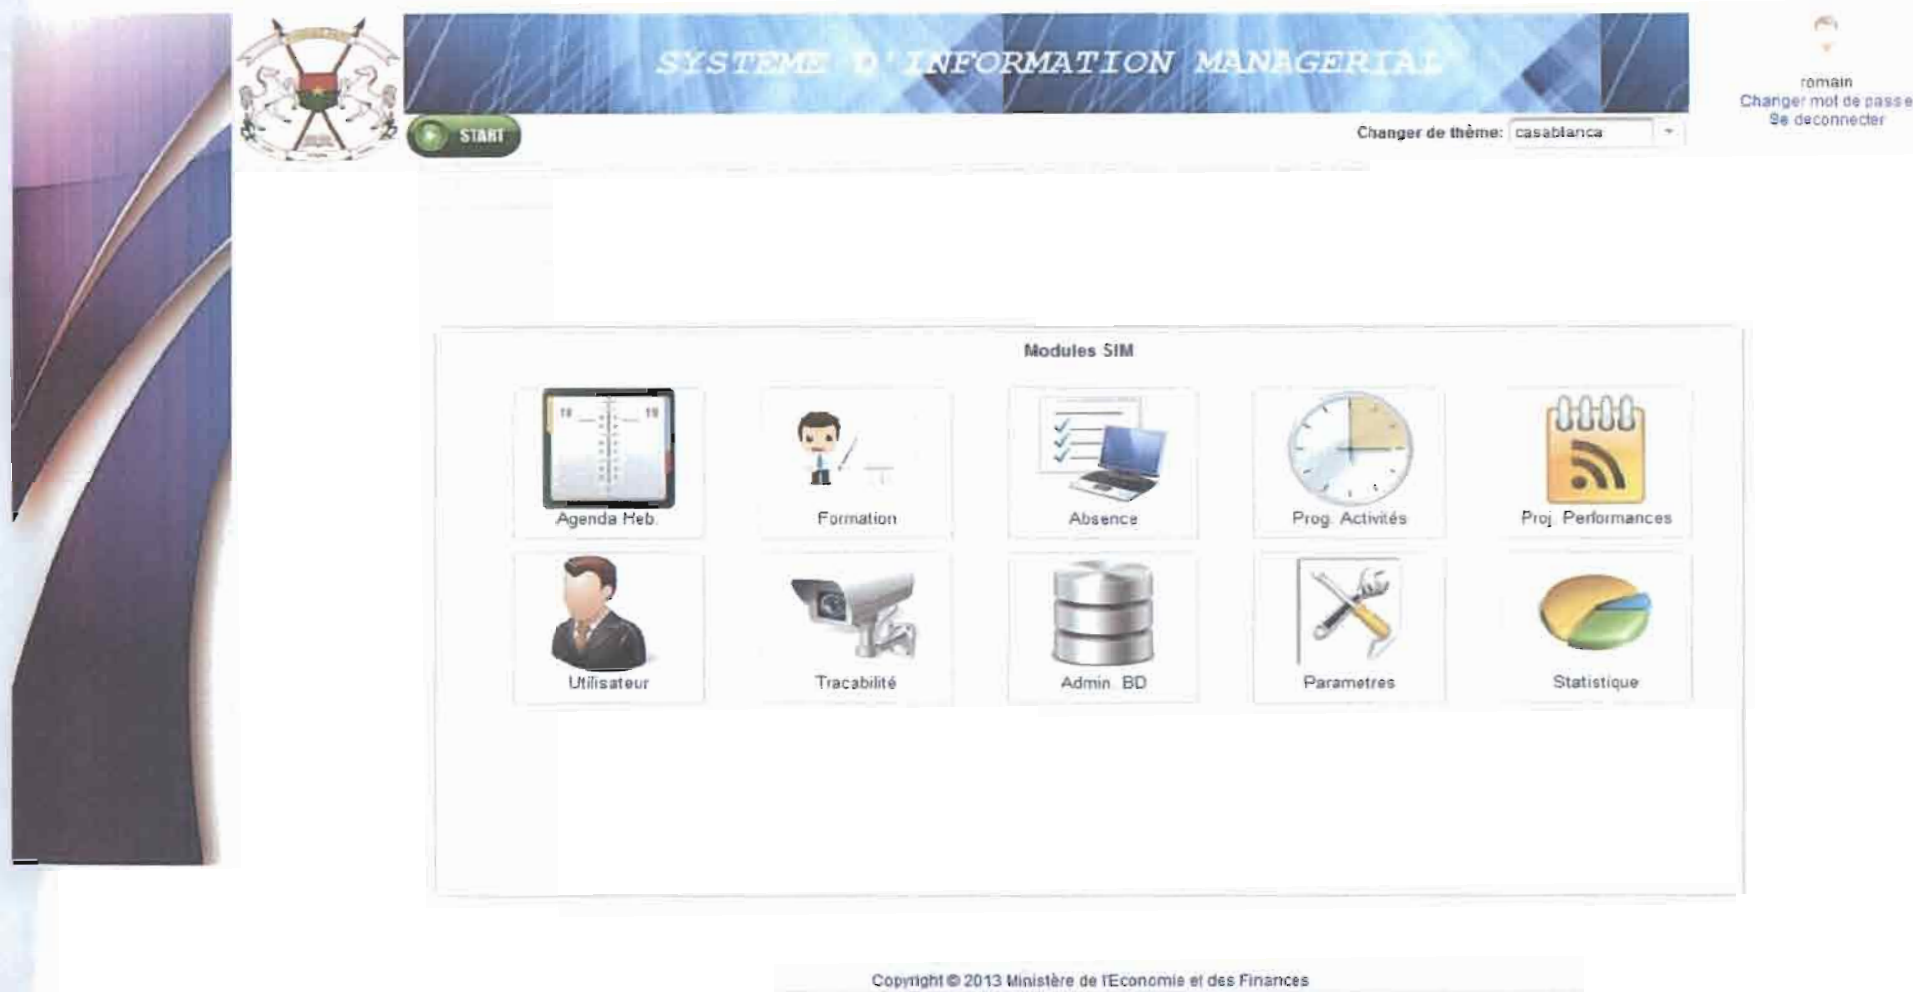 SYSTEME D'INFORMATION MANAGERIAL
romain
Changer mot de passe
Se deconnecter
START
Changer de thème: casablanca
Modules SIM
18 19
Agenda Heb.
Formation
Absence
Prog. Activités
Proj. Performances
Utilisateur
Tracabilité
Admin. BD
Parametres
Statistique
Copyright © 2013 Ministère de l'Economie et des Finances